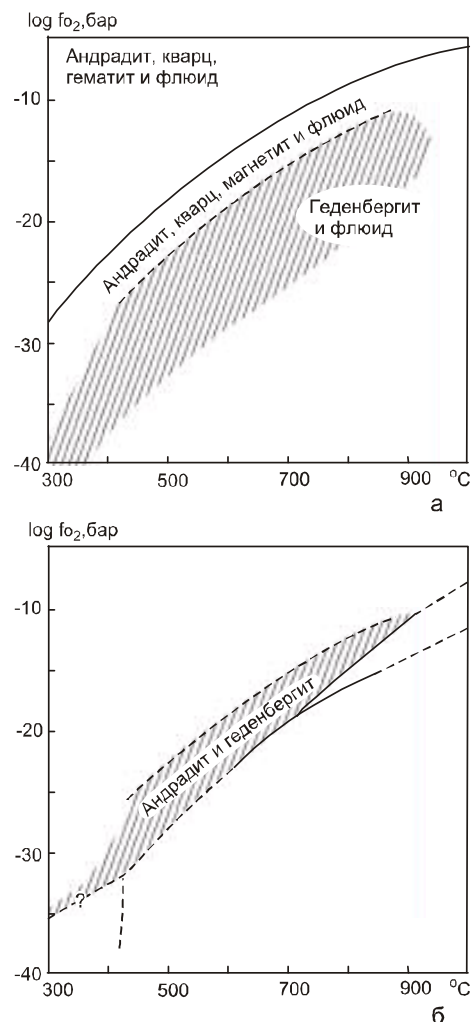 log fo₂,бар
Андрадит, кварц,
гематит и флюид
-10
Андрадит, кварц, магнетит и флюид
Геденбергит
и флюид
-20
-30
-40
300 500 700 900 °C
а
log fo₂,бар
-10
Андрадит и геденбергит
-20
-30
?
-40
300 500 700 900 °C
б